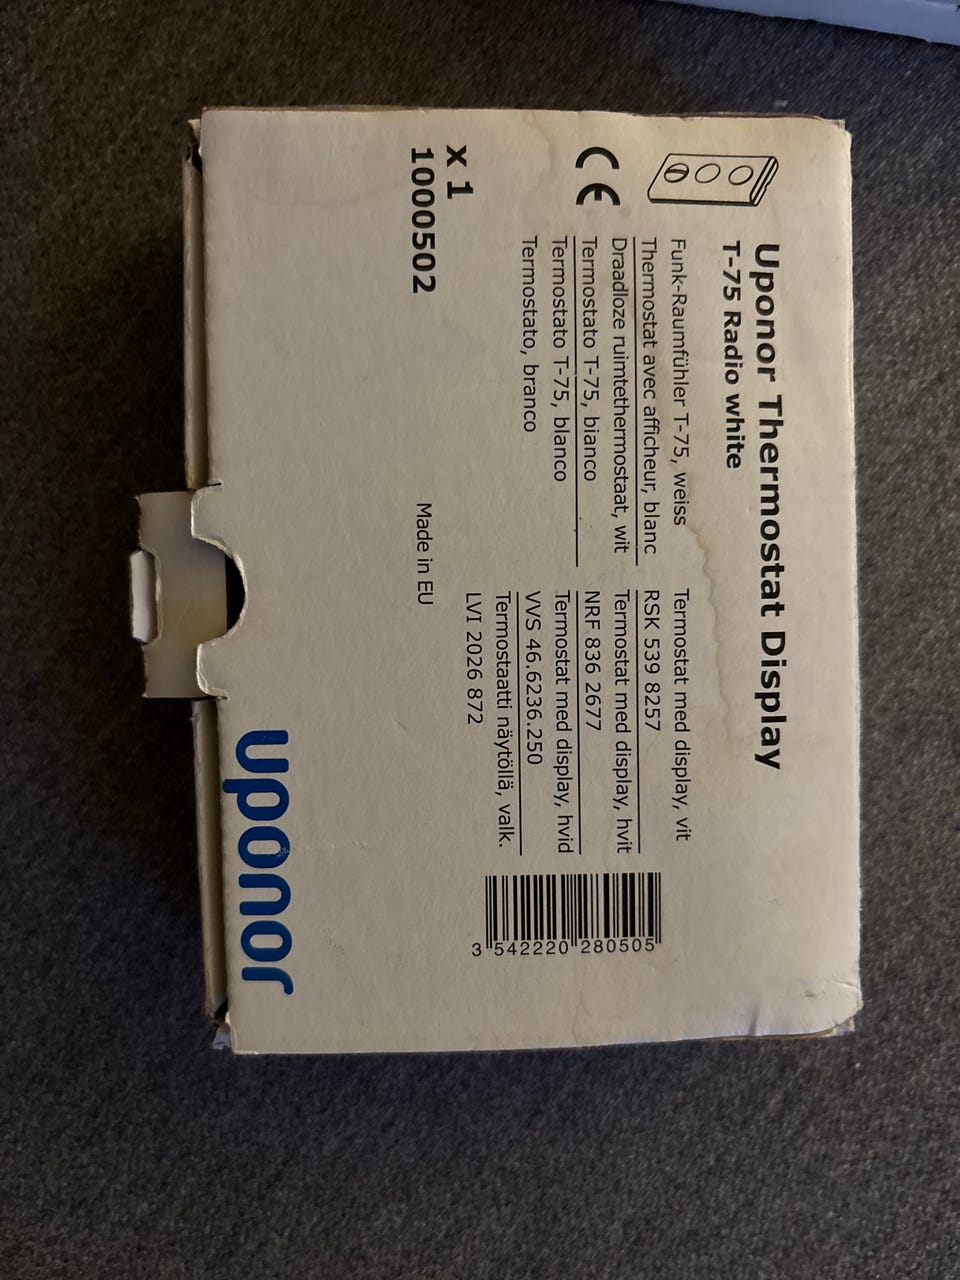 Uponor Thermostat Display
T-75 Radio white
CE
Funk-Raumfühler T-75, weiss
Thermostat avec afficheur, blanc
Draadloze ruimtethermostaat, wit
Termostato T-75, bianco
Termostato T-75, blanco
Termostato, branco
Termostat med display, vit
RSK 539 8257
Termostat med display, hvit
NRF 836 2677
Termostat med display, hvid
VVS 46.6236.250
Termostaatti näytöllä, valk.
LVI 2026 872
3 542220 280505
x 1
1000502
Made in EU
uponor